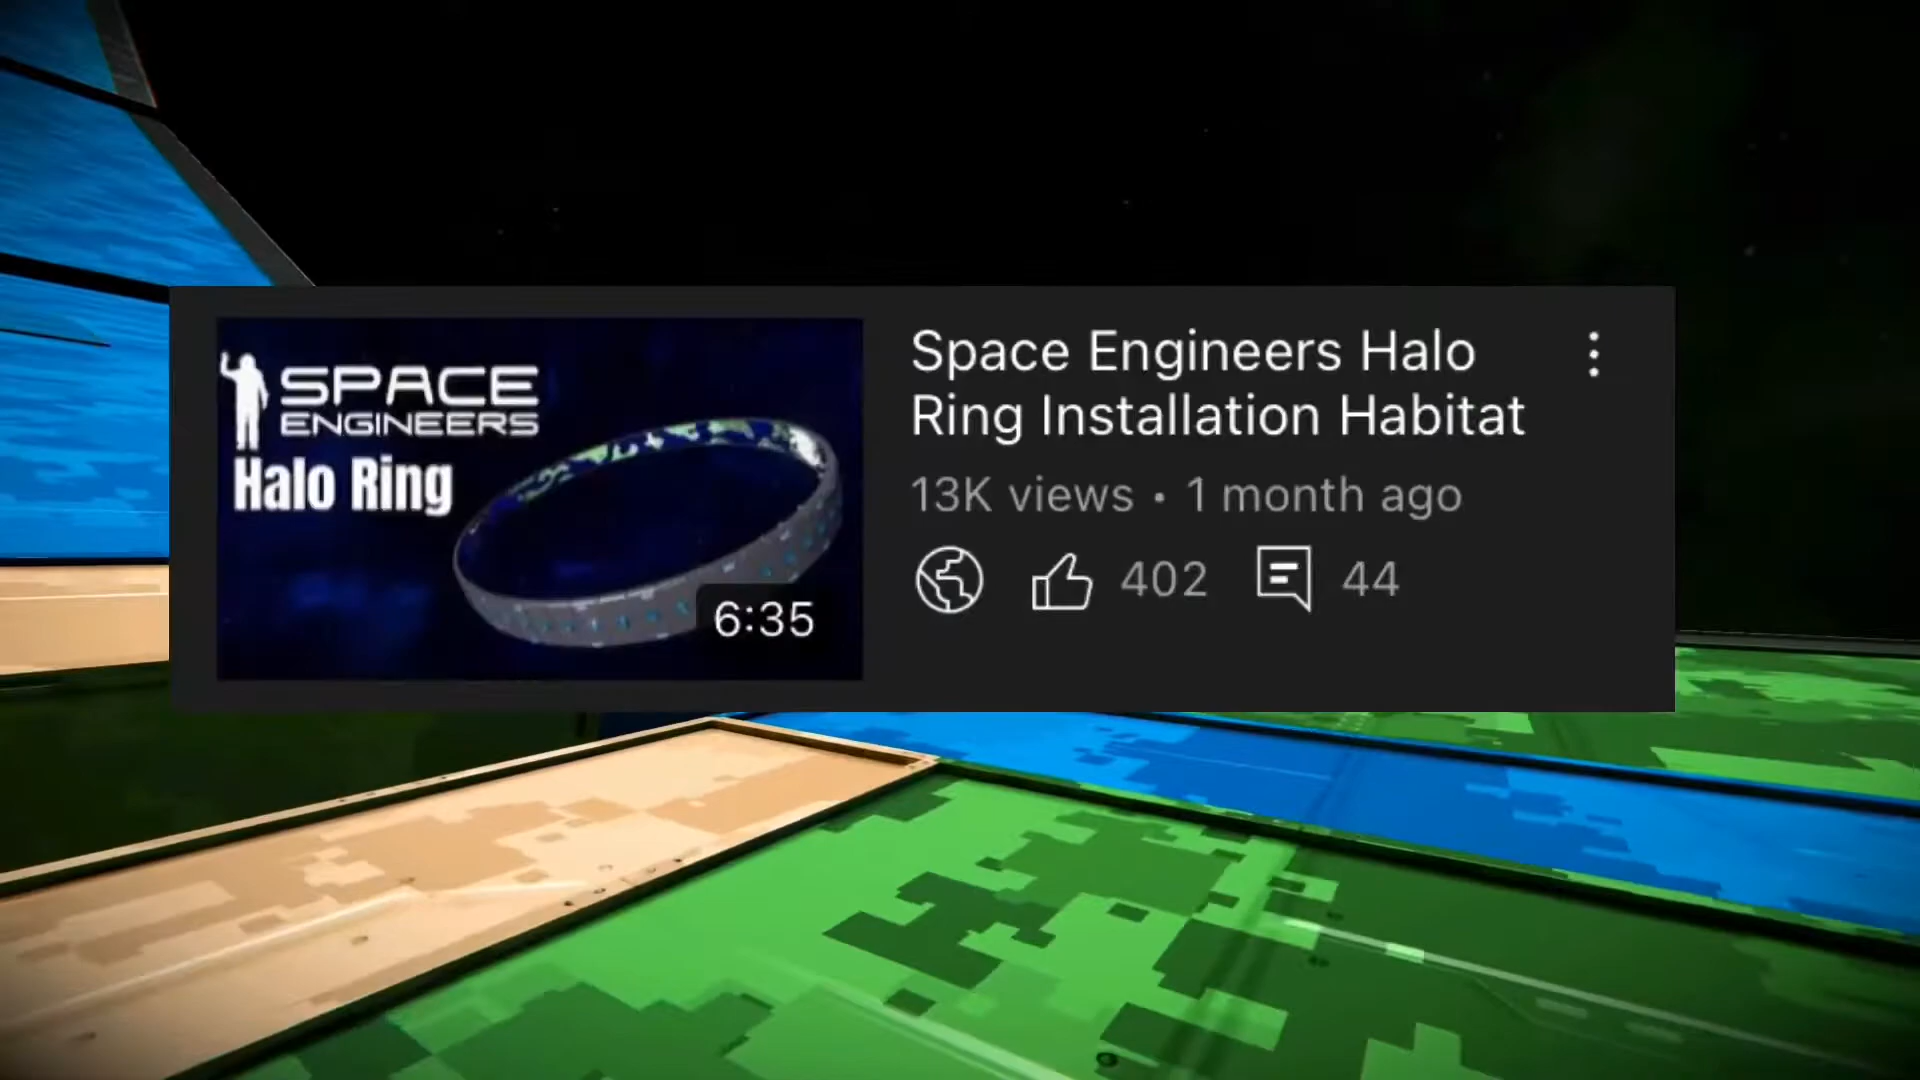 SPACE
ENGINEERS
Halo Ring
6:35
Space Engineers Halo
Ring Installation Habitat
13K views • 1 month ago
402 44